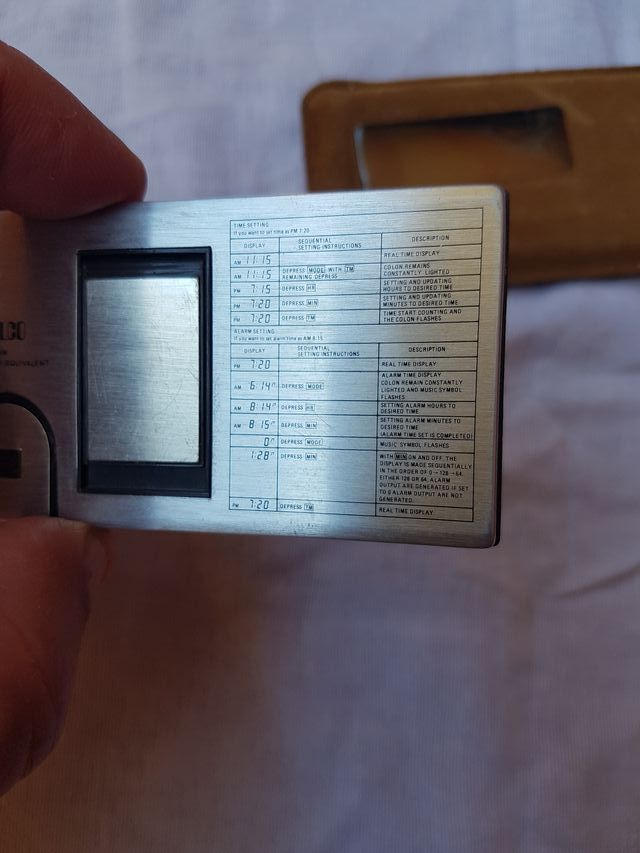 TIME SETTING
If you want to set time as PM 7:20
DISPLAY SEQUENTIAL SETTING INSTRUCTIONS DESCRIPTION
AM 11:15 REAL TIME DISPLAY
AM 11:15 DEPRESS MODE WITH TM REMAINING DEPRESS COLON REMAINS CONSTANTLY LIGHTED
PM 7:15 DEPRESS HR SETTING AND UPDATING HOURS TO DESIRED TIME
PM 7:20 DEPRESS MIN SETTING AND UPDATING MINUTES TO DESIRED TIME
PM 7:20 DEPRESS TM TIME START COUNTING AND THE COLON FLASHES
ALARM SETTING
If you want set alarm time as AM 8:15
DISPLAY SEQUENTIAL SETTING INSTRUCTIONS DESCRIPTION
PM 7:20 REAL TIME DISPLAY
AM 6:14 DEPRESS MODE ALARM TIME DISPLAY
COLON REMAIN CONSTANTLY
LIGHTED AND MUSIC SYMBOL
FLASHES
AM 8:14 DEPRESS HR SETTING ALARM HOURS TO DESIRED TIME
AM 8:15 DEPRESS MIN SETTING ALARM MINUTES TO
DESIRED TIME
(ALARM TIME SET IS COMPLETED)
0 DEPRESS MODE MUSIC SYMBOL FLASHES
1:28 DEPRESS MIN WITH MIN ON AND OFF, THE
DISPLAY IS MADE SEQUENTIALLY
IN THE ORDER OF 0→128→64.
EITHER 128 OR 64, ALARM
OUTPUT ARE GENERATED IF SET
TO 0 ALARM OUTPUT ARE NOT
GENERATED.
PM 7:20 DEPRESS TM REAL TIME DISPLAY
LCO
EQUIVALENT